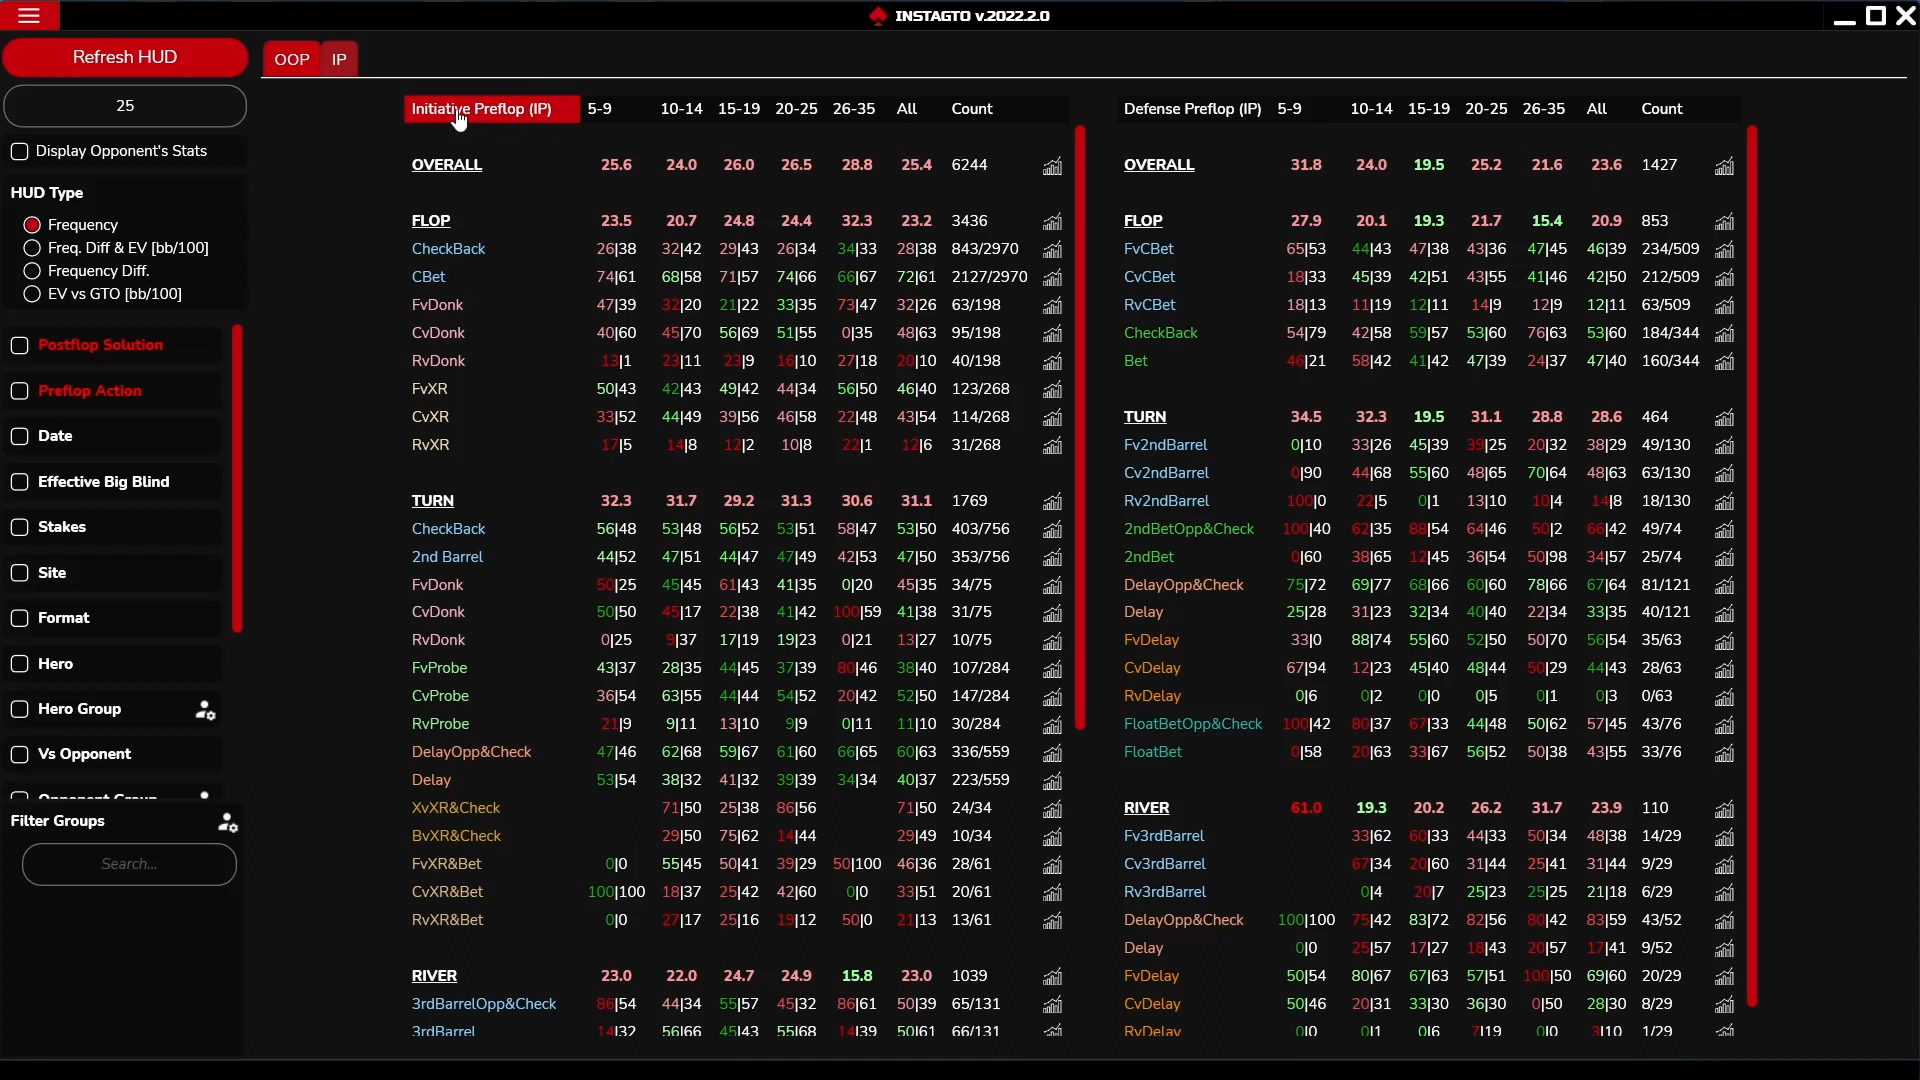 INSTAGTO v.2022.2.0
Refresh HUD
OOP IP
25
Display Opponent's Stats
HUD Type
Frequency
Freq. Diff & EV [bb/100]
Frequency Diff.
EV vs GTO [bb/100]
Postflop Solution
Preflop Action
Date
Effective Big Blind
Stakes
Site
Format
Hero
Hero Group
Vs Opponent
Opponent Group
Filter Groups
Search...
Initiative Preflop (IP) 5-9 10-14 15-19 20-25 26-35 All Count
OVERALL 25.6 24.0 26.0 26.5 28.8 25.4 6244
FLOP 23.5 20.7 24.8 24.4 32.3 23.2 3436
CheckBack 26|38 32|42 29|43 26|34 34|33 28|38 843/2970
CBet 74|61 68|58 71|57 74|66 66|67 72|61 2127/2970
FvDonk 47|39 32|20 21|22 33|35 73|47 32|26 63/198
CvDonk 40|60 45|70 56|69 51|55 0|35 48|63 95/198
RvDonk 13|1 23|11 23|9 16|10 27|18 20|10 40/198
FvXR 50|43 42|43 49|42 44|34 56|50 46|40 123/268
CvXR 33|52 44|49 39|56 46|58 22|48 43|54 114/268
RvXR 17|5 14|8 12|2 10|8 22|1 12|6 31/268
TURN 32.3 31.7 29.2 31.3 30.6 31.1 1769
CheckBack 56|48 53|48 56|52 53|51 58|47 53|50 403/756
2nd Barrel 44|52 47|51 44|47 47|49 42|53 47|50 353/756
FvDonk 50|25 45|45 61|43 41|35 0|20 45|35 34/75
CvDonk 50|50 45|17 22|38 41|42 100|59 41|38 31/75
RvDonk 0|25 9|37 17|19 19|23 0|21 13|27 10/75
FvProbe 43|37 28|35 44|45 37|39 80|46 38|40 107/284
CvProbe 36|54 63|55 44|44 54|52 20|42 52|50 147/284
RvProbe 21|9 9|11 13|10 9|9 0|11 11|10 30/284
DelayOpp&Check 47|46 62|68 59|67 61|60 66|65 60|63 336/559
Delay 53|54 38|32 41|32 39|39 34|34 40|37 223/559
XvXR&Check 71|50 25|38 86|56 71|50 24/34
BvXR&Check 29|50 75|62 14|44 29|49 10/34
FvXR&Bet 0|0 55|45 50|41 39|29 50|100 46|36 28/61
CvXR&Bet 100|100 18|37 25|42 42|60 0|0 33|51 20/61
RvXR&Bet 0|0 27|17 25|16 19|12 50|0 21|13 13/61
RIVER 23.0 22.0 24.7 24.9 15.8 23.0 1039
3rdBarrelOpp&Check 86|54 44|34 55|57 45|32 86|61 50|39 65/131
3rdBarrel 14|32 56|66 45|43 55|68 14|39 50|61 66/131
Defense Preflop (IP) 5-9 10-14 15-19 20-25 26-35 All Count
OVERALL 31.8 24.0 19.5 25.2 21.6 23.6 1427
FLOP 27.9 20.1 19.3 21.7 15.4 20.9 853
FvCBet 65|53 44|43 47|38 43|36 47|45 46|39 234/509
CvCBet 18|33 45|39 42|51 43|55 41|46 42|50 212/509
RvCBet 18|13 11|19 12|11 14|9 12|9 12|11 63/509
CheckBack 54|79 42|58 59|57 53|60 76|63 53|60 184/344
Bet 46|21 58|42 41|42 47|39 24|37 47|40 160/344
TURN 34.5 32.3 19.5 31.1 28.8 28.6 464
Fv2ndBarrel 0|10 33|26 45|39 39|25 20|32 38|29 49/130
Cv2ndBarrel 0|90 44|68 55|60 48|65 70|64 48|63 63/130
Rv2ndBarrel 100|0 22|5 0|1 13|10 10|4 14|8 18/130
2ndBetOpp&Check 100|40 62|35 88|54 64|46 50|2 66|42 49/74
2ndBet 0|60 38|65 12|45 36|54 50|98 34|57 25/74
DelayOpp&Check 75|72 69|77 68|66 60|60 78|66 67|64 81/121
Delay 25|28 31|23 32|34 40|40 22|34 33|35 40/121
FvDelay 33|0 88|74 55|60 52|50 50|70 56|54 35/63
CvDelay 67|94 12|23 45|40 48|44 50|29 44|43 28/63
RvDelay 0|6 0|2 0|0 0|5 0|1 0|3 0/63
FloatBetOpp&Check 100|42 80|37 67|33 44|48 50|62 57|45 43/76
FloatBet 0|58 20|63 33|67 56|52 50|38 43|55 33/76
RIVER 61.0 19.3 20.2 26.2 31.7 23.9 110
Fv3rdBarrel 33|62 60|33 44|33 50|34 48|38 14/29
Cv3rdBarrel 67|34 20|60 31|44 25|41 31|44 9/29
Rv3rdBarrel 0|4 20|7 25|23 25|25 21|18 6/29
DelayOpp&Check 100|100 75|42 83|72 82|56 80|42 83|59 43/52
Delay 0|0 25|57 17|27 18|43 20|57 17|41 9/52
FvDelay 50|54 80|67 67|63 57|51 100|50 69|60 20/29
CvDelay 50|46 20|31 33|30 36|30 0|50 28|30 8/29
RvDelay 0|0 0|1 0|6 7|19 0|0 3|10 1/29